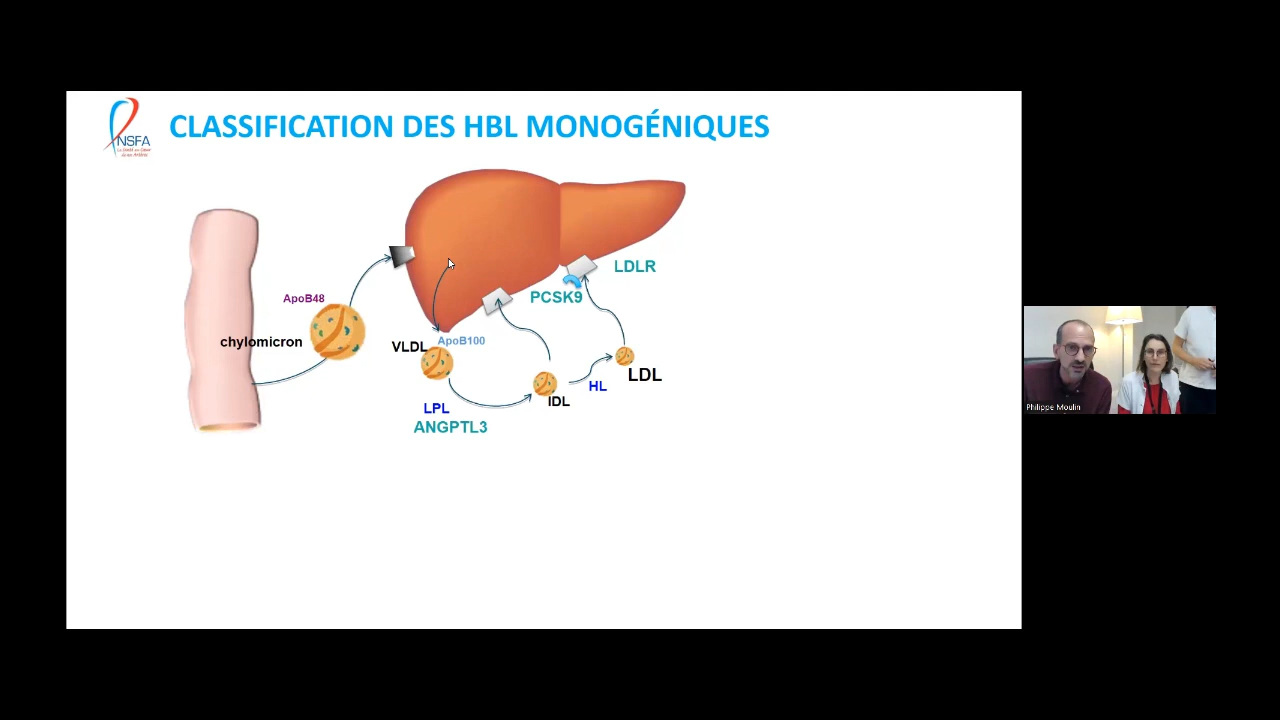 NSFA
CLASSIFICATION DES HBL MONOGÉNIQUES
LDLR
PCSK9
ApoB48
chylomicron
VLDL
ApoB100
LDL
HL
IDL
LPL
ANGPTL3
Philippe Moulin